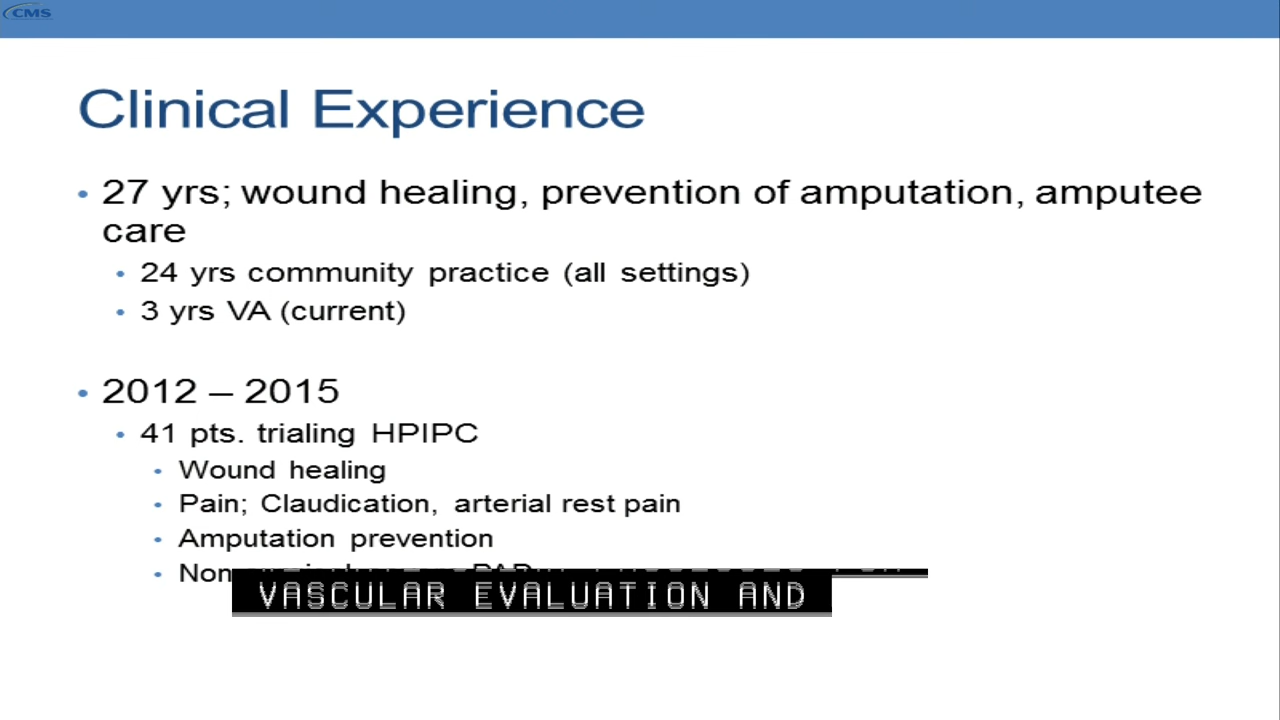 CMS
Clinical Experience
• 27 yrs; wound healing, prevention of amputation, amputee
care
• 24 yrs community practice (all settings)
• 3 yrs VA (current)
• 2012 – 2015
• 41 pts. trialing HPIPC
• Wound healing
• Pain; Claudication, arterial rest pain
• Amputation prevention
• Non
VASCULAR EVALUATION AND